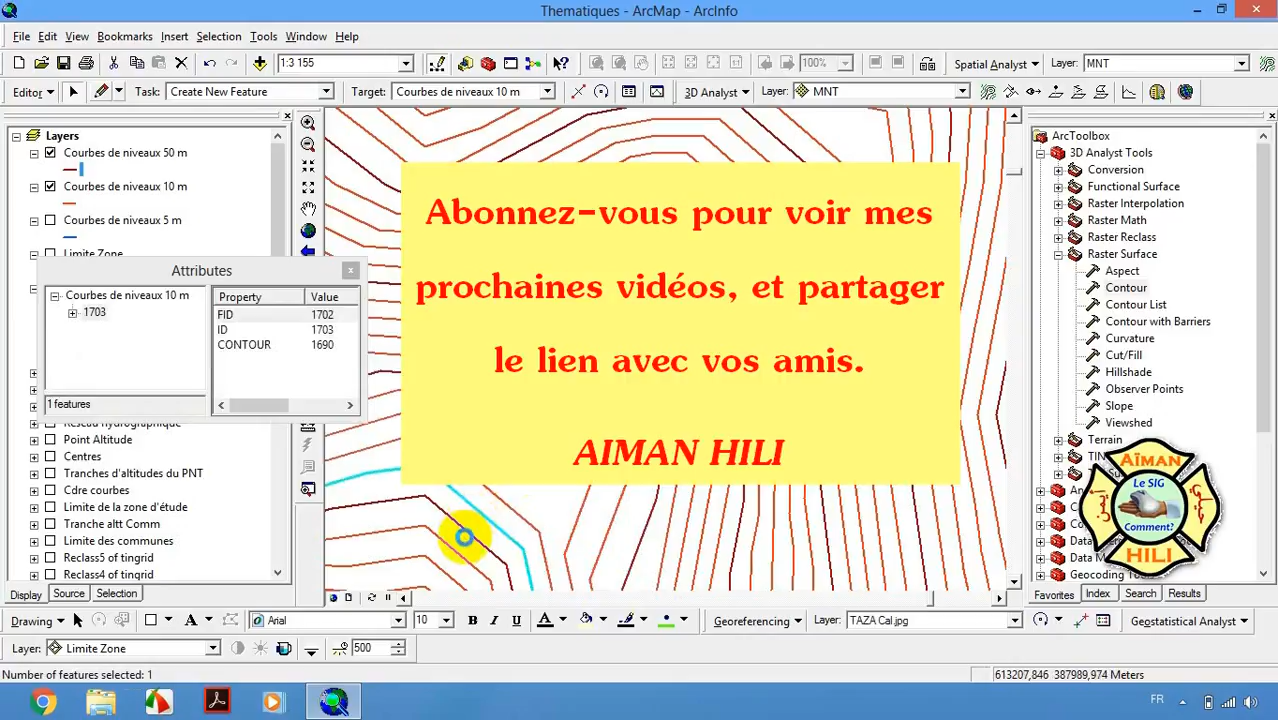 Thematiques - ArcMap - ArcInfo
File Edit View Bookmarks Insert Selection Tools Window Help
1:3 155
100%
Spatial Analyst
Layer:
MNT
Editor
Task:
Create New Feature
Target:
Courbes de niveaux 10 m
3D Analyst
Layer:
MNT
Layers
Courbes de niveaux 50 m
Courbes de niveaux 10 m
Courbes de niveaux 5 m
Limite Zone
Attributes
Courbes de niveaux 10 m
1703
Property Value
FID 1702
ID 1703
CONTOUR 1690
1 features
Réseau hydrographique
Point Altitude
Centres
Tranches d'altitudes du PNT
Cdre courbes
Limite de la zone d'étude
Tranche altt Comm
Limite des communes
Reclass5 of tingrid
Reclass4 of tingrid
Display Source Selection
Abonnez-vous pour voir mes
prochaines vidéos, et partager
le lien avec vos amis.
AIMAN HILI
ArcToolbox
3D Analyst Tools
Conversion
Functional Surface
Raster Interpolation
Raster Math
Raster Reclass
Raster Surface
Aspect
Contour
Contour List
Contour with Barriers
Curvature
Cut/Fill
Hillshade
Observer Points
Slope
Viewshed
Terrain
TIN
Geocoding
AÏMAN
Le SIG
Comment?
HILI
Favorites Index Search Results
Drawing
A
Arial
10
B I U
A
Georeferencing
Layer:
TAZA Cal.jpg
Geostatistical Analyst
Layer:
Limite Zone
500
Number of features selected: 1
613207,846 387989,974 Meters
FR